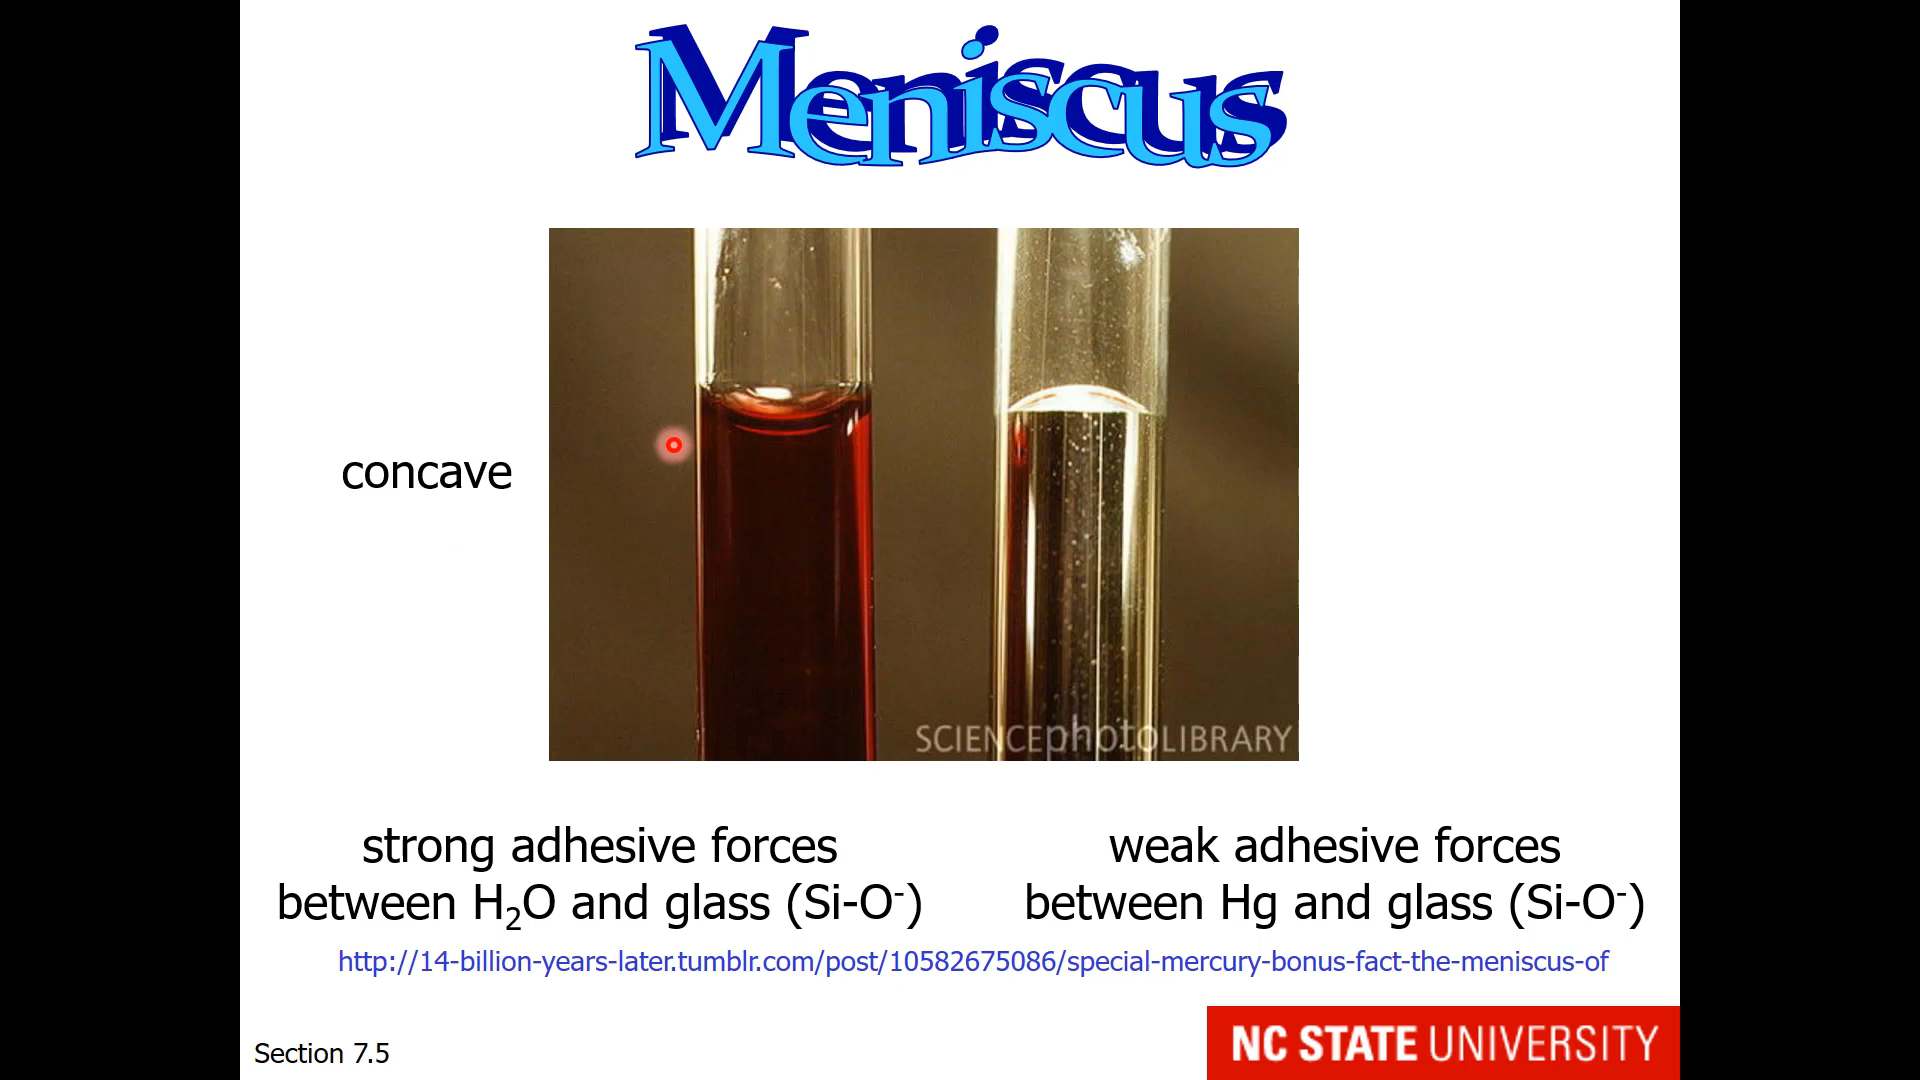 Meniscus
concave
SCIENCEphotoLIBRARY
strong adhesive forces
between H₂O and glass (Si-O⁻)
weak adhesive forces
between Hg and glass (Si-O⁻)
http://14-billion-years-later.tumblr.com/post/10582675086/special-mercury-bonus-fact-the-meniscus-of
Section 7.5
NC STATE UNIVERSITY